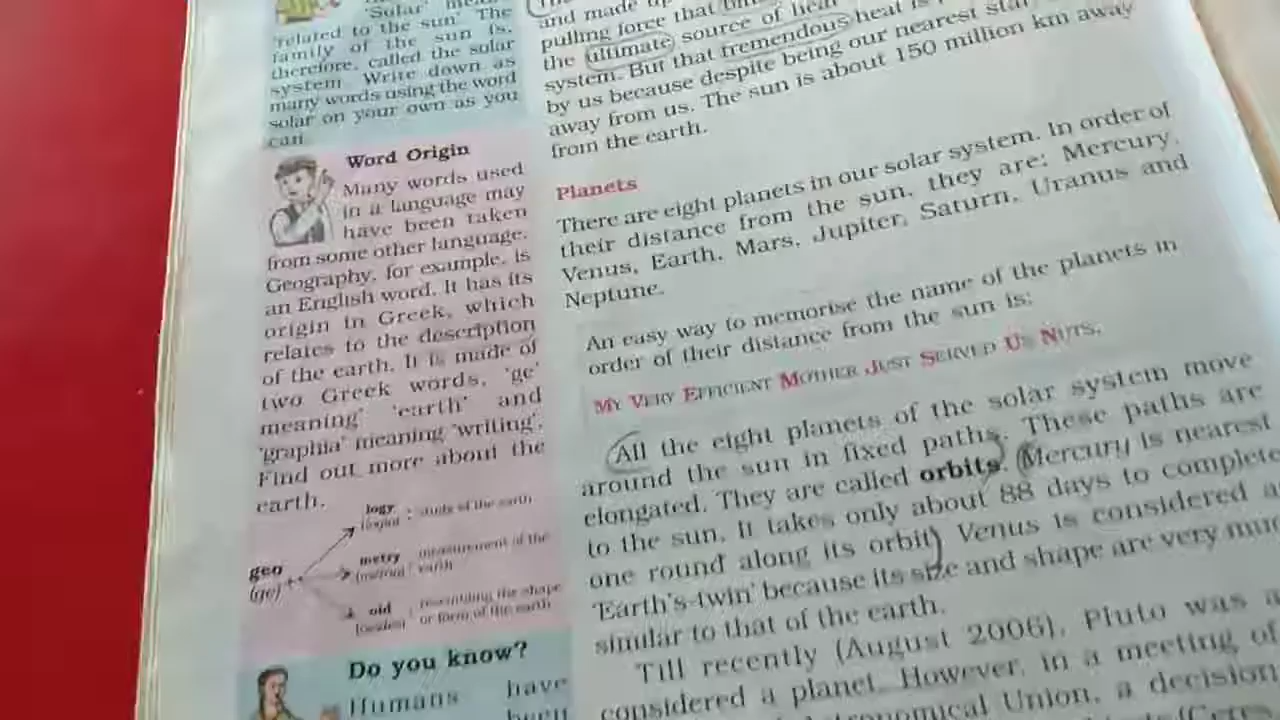 'Solar'
related to the sun'. The
family of the sun is,
therefore, called the solar
system. Write down as
many words using the word
solar on your own as you
can.
Word Origin
Many words used
in a language may
have been taken
from some other language.
Geography, for example, is
an English word. It has its
origin in Greek, which
relates to the description
of the earth. It is made of
two Greek words, 'ge'
meaning' 'earth' and
'graphia' meaning 'writing'.
Find out more about the
earth.
geo
(ge)
logy
: study of the earth
metry
measurement of the
earth
oid
: resembling the shape
or form of the earth
Do you know?
Humans have
been
and made up
pulling force that
the ultimate source of heat
system. But that tremendous heat is
by us because despite being our nearest star
away from us. The sun is about 150 million km away
from the earth.
Planets
There are eight planets in our solar system. In order of
their distance from the sun, they are: Mercury,
Venus, Earth, Mars, Jupiter, Saturn, Uranus and
Neptune.
An easy way to memorise the name of the planets in
order of their distance from the sun is:
MY VERY EFFICIENT MOTHER JUST SERVED US NUTS.
All the eight planets of the solar system move
around the sun in fixed paths. These paths are
elongated. They are called orbits. Mercury is nearest
to the sun. It takes only about 88 days to complete
one round along its orbit. Venus is considered a
'Earth's-twin' because its size and shape are very
similar to that of the earth.
Till recently (August 2006), Pluto was a
considered a planet. However, in a meeting of
Union, a decision
(Ceres,